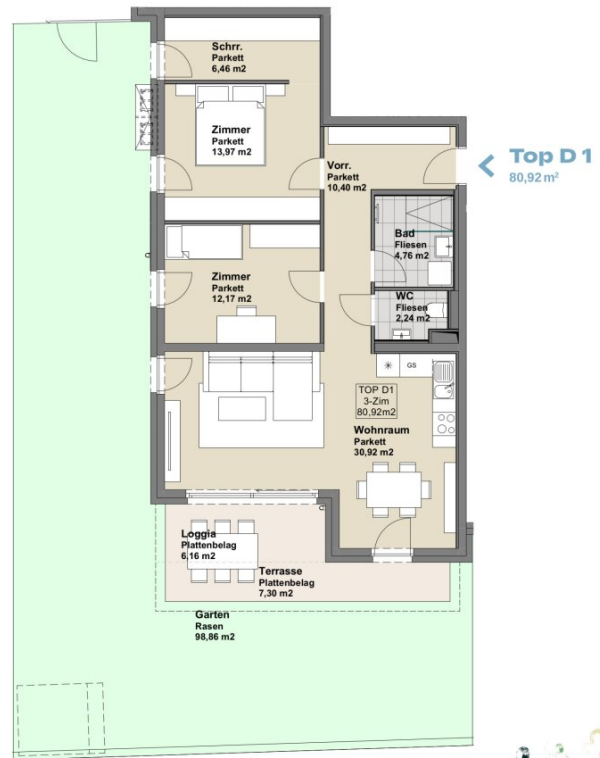 Schrr.
Parkett
6,46 m2
Zimmer
Parkett
13,97 m2
Vorr.
Parkett
10,40 m2
Top D 1
80,92 m²
Bad
Fliesen
4,76 m2
Zimmer
Parkett
12,17 m2
WC
Fliesen
2,24 m2
GS
TOP D1
3-Zim
80,92m2
Wohnraum
Parkett
30,92 m2
Loggia
Plattenbelag
6,16 m2
Terrasse
Plattenbelag
7,30 m2
Garten
Rasen
98,86 m2